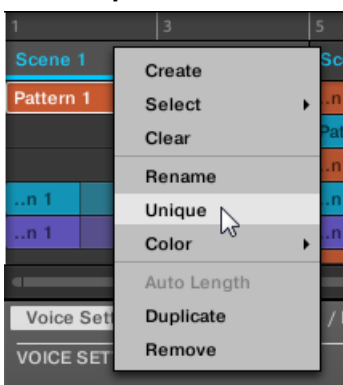 1 3 5
Scene 1 Sc
Create
Pattern 1 ..n
Select
Pat
Clear
..n
Rename
..n 1 ..n
Unique
..n 1 ..n
Color
Auto Length
Voice Sett
Duplicate
/
VOICE SET
Remove